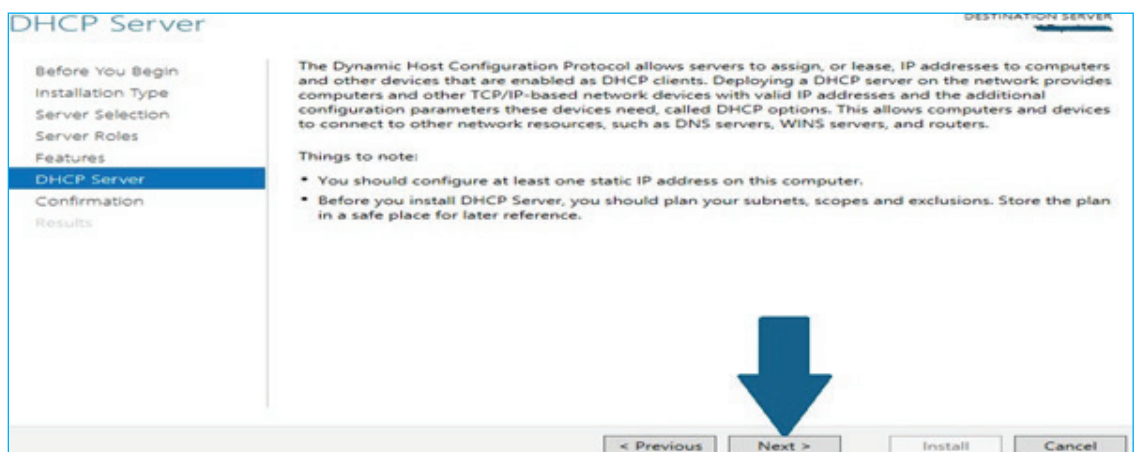 DHCP Server
DESTINATION SERVER
Before You Begin
Installation Type
Server Selection
Server Roles
Features
DHCP Server
Confirmation
Results
The Dynamic Host Configuration Protocol allows servers to assign, or lease, IP addresses to computers
and other devices that are enabled as DHCP clients. Deploying a DHCP server on the network provides
computers and other TCP/IP-based network devices with valid IP addresses and the additional
configuration parameters these devices need, called DHCP options. This allows computers and devices
to connect to other network resources, such as DNS servers, WINS servers, and routers.
Things to note:
• You should configure at least one static IP address on this computer.
• Before you install DHCP Server, you should plan your subnets, scopes and exclusions. Store the plan
in a safe place for later reference.
< Previous
Next >
Install
Cancel